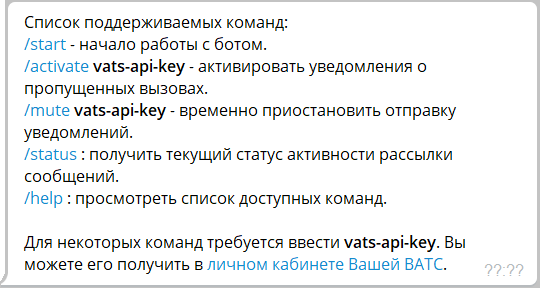 Список поддерживаемых команд:
/start - начало работы с ботом.
/activate vats-api-key - активировать уведомления о
пропущенных вызовах.
/mute vats-api-key - временно приостановить отправку
уведомлений.
/status : получить текущий статус активности рассылки
сообщений.
/help : просмотреть список доступных команд.
Для некоторых команд требуется ввести vats-api-key. Вы
можете его получить в личном кабинете Вашей ВАТС.
??:??